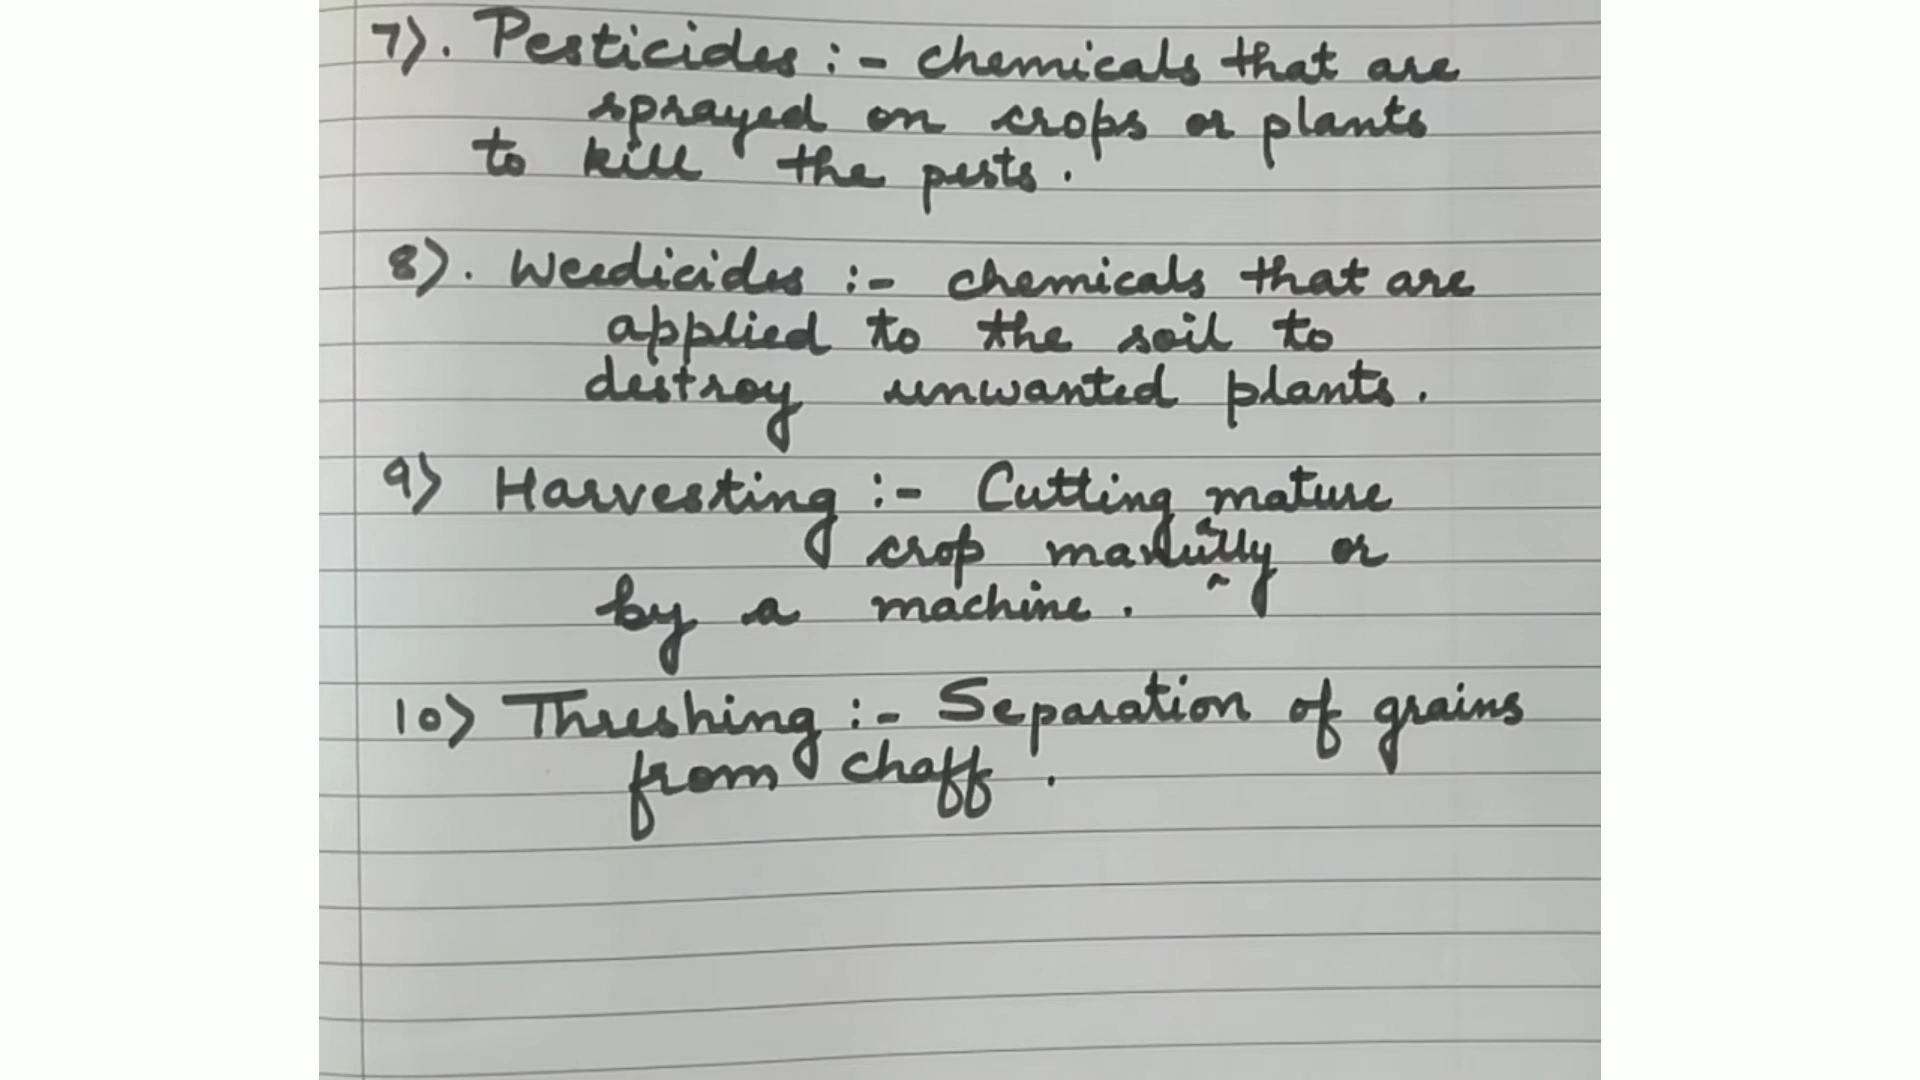 7). Pesticides :- chemicals that are
sprayed on crops or plants
to kill the pests.
8). Weedicides :- chemicals that are
applied to the soil to
destroy unwanted plants.
9) Harvesting :- Cutting mature
crop manually or
by a machine.
10) Threshing :- Separation of grains
from chaff.